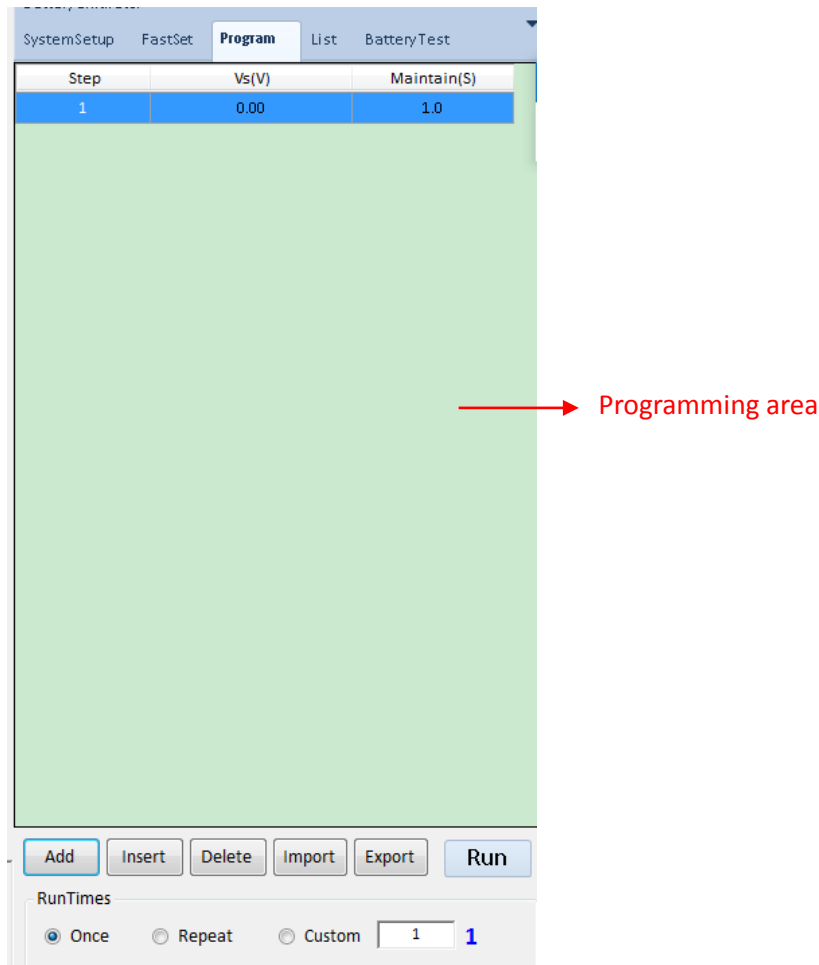 SystemSetup FastSet Program List BatteryTest
Step Vs(V) Maintain(S)
1 0.00 1.0
Programming area
Add Insert Delete Import Export Run
RunTimes
Once Repeat Custom 1 1